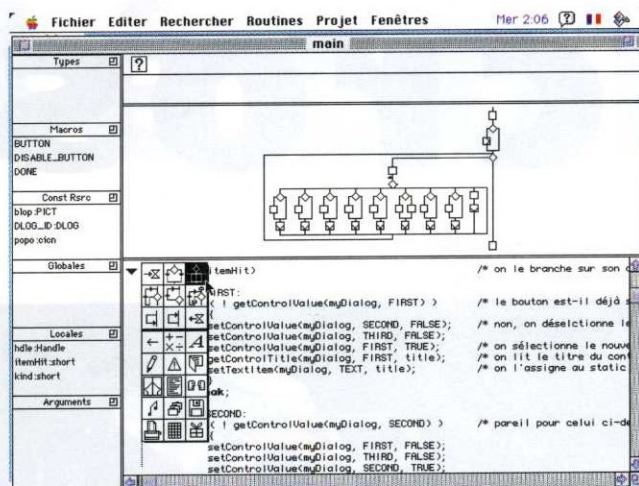 Fichier Editer Rechercher Routines Projet Fenêtres Mer 2:06
main
Types
?
Macros
BUTTON
DISABLE_BUTTON
DONE
Const Rsrc
blop :PICT
DLOG_ID :DLOG
popo :cicn
Globales
Locales
hdle :Handle
itemHit :short
kind :short
Arguments
itemHit) /* on le branche sur son
IRST:
( ! getControlValue(myDialog, FIRST) ) /* le bouton est-il déjà s
{
setControlValue(myDialog, SECOND, FALSE); /* non, on déselctionne le
setControlValue(myDialog, THIRD, FALSE);
setControlValue(myDialog, FIRST, TRUE); /* on sélectionne le nouve
getControlTitle(myDialog, FIRST, title); /* on lit le titre du cont
setTextItem(myDialog, TEXT, title); /* on l'assigne au static
}
eak;
SECOND:
( ! getControlValue(myDialog, SECOND) ) /* pareil pour celui ci-de
{
setControlValue(myDialog, FIRST, FALSE);
setControlValue(myDialog, THIRD, FALSE);
setControlValue(myDialog, SECOND, TRUE);